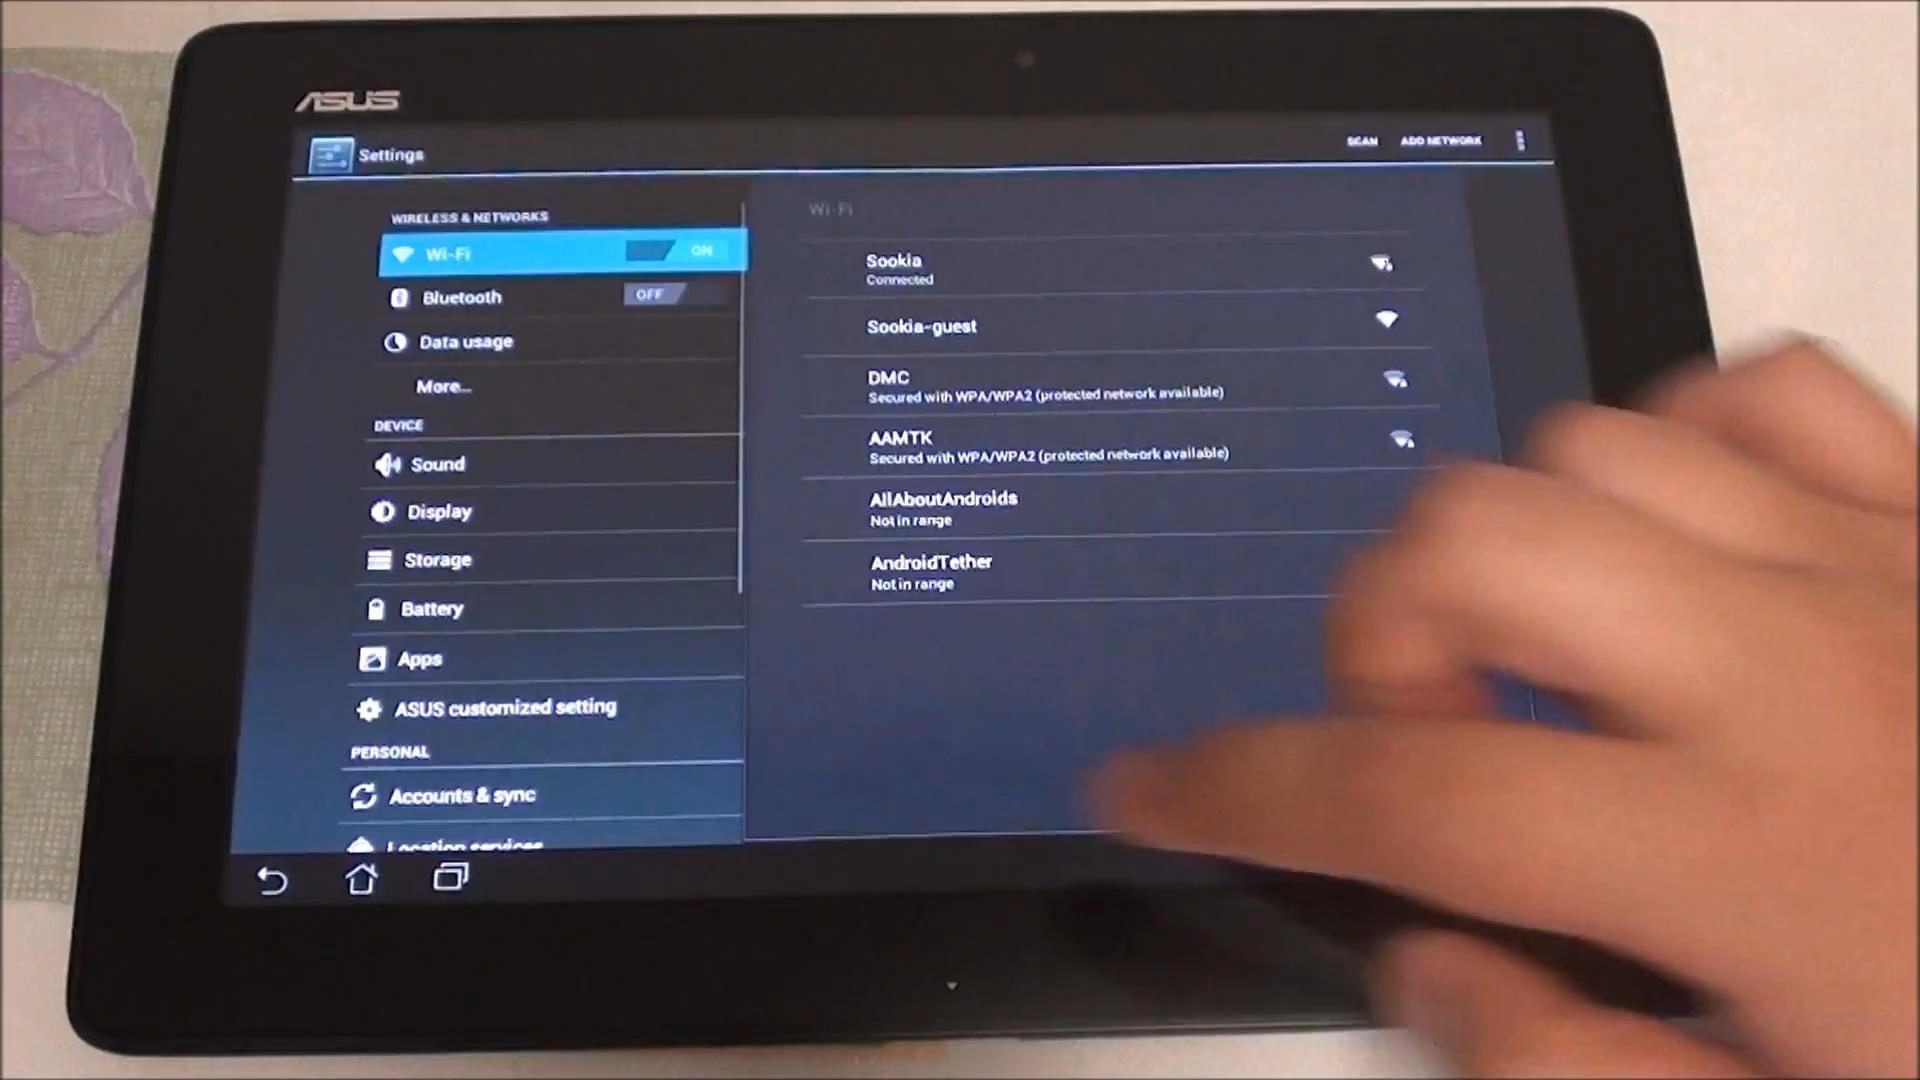 ASUS
Settings
SCAN
ADD NETWORK
WIRELESS & NETWORKS
Wi-Fi
ON
Bluetooth
OFF
Data usage
More...
DEVICE
Sound
Display
Storage
Battery
Apps
ASUS customized setting
PERSONAL
Accounts & sync
Location services
Wi-Fi
Sookia
Connected
Sookia-guest
DMC
Secured with WPA/WPA2 (protected network available)
AAMTK
Secured with WPA/WPA2 (protected network available)
AllAboutAndroids
Not in range
AndroidTether
Not in range